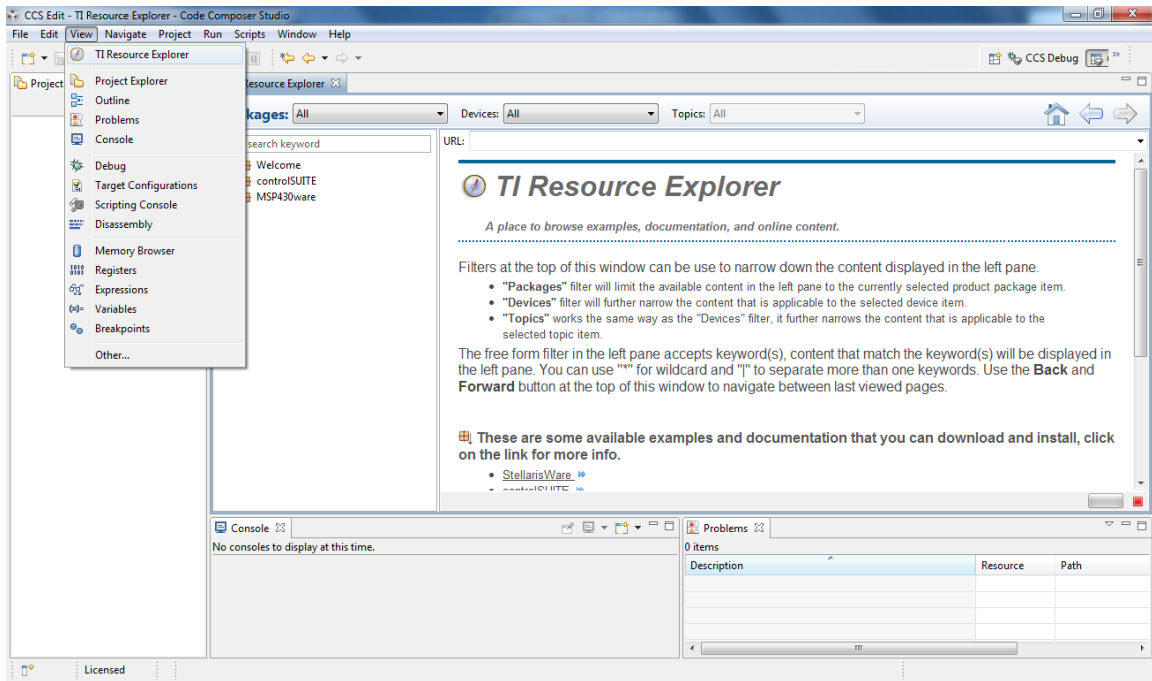 CCS Edit - TI Resource Explorer - Code Composer Studio
File Edit View Navigate Project Run Scripts Window Help
CCS Debug
TI Resource Explorer
Project Explorer
Outline
Problems
Console
Debug
Target Configurations
Scripting Console
Disassembly
Memory Browser
Registers
Expressions
Variables
Breakpoints
Other...
Project
Resource Explorer
kages: All Devices: All Topics: All
search keyword
Welcome
controlSUITE
MSP430ware
URL:
TI Resource Explorer
A place to browse examples, documentation, and online content.
Filters at the top of this window can be use to narrow down the content displayed in the left pane.
• "Packages" filter will limit the available content in the left pane to the currently selected product package item.
• "Devices" filter will further narrow the content that is applicable to the selected device item.
• "Topics" works the same way as the "Devices" filter, it further narrows the content that is applicable to the
selected topic item.
The free form filter in the left pane accepts keyword(s), content that match the keyword(s) will be displayed in
the left pane. You can use "*" for wildcard and "|" to separate more than one keywords. Use the Back and
Forward button at the top of this window to navigate between last viewed pages.
These are some available examples and documentation that you can download and install, click
on the link for more info.
• StellarisWare
• controlSUITE
Console
No consoles to display at this time.
Problems
0 items
Description Resource Path
Licensed